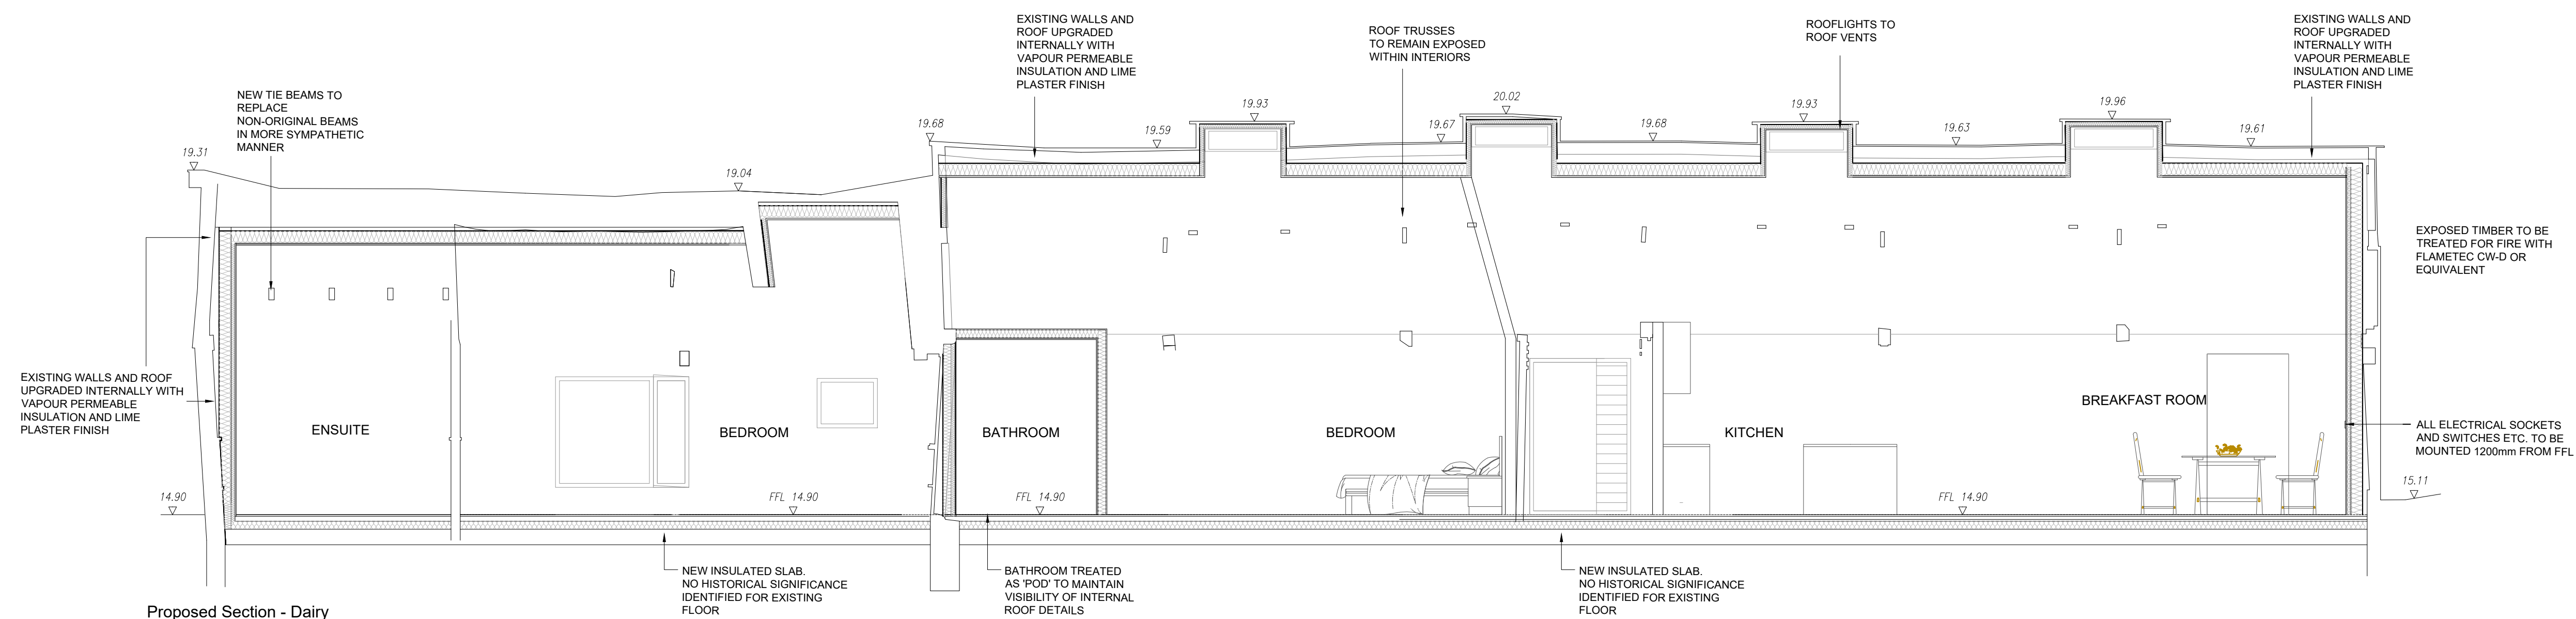 EXISTING WALLS AND
ROOF UPGRADED
INTERNALLY WITH
VAPOUR PERMEABLE
INSULATION AND LIME
PLASTER FINISH
ROOF TRUSSES
TO REMAIN EXPOSED
WITHIN INTERIORS
ROOFLIGHTS TO
ROOF VENTS
EXISTING WALLS AND
ROOF UPGRADED
INTERNALLY WITH
VAPOUR PERMEABLE
INSULATION AND LIME
PLASTER FINISH
NEW TIE BEAMS TO
REPLACE
NON-ORIGINAL BEAMS
IN MORE SYMPATHETIC
MANNER
19.31
19.04
19.68
19.59
19.93
19.67
20.02
19.68
19.93
19.63
19.96
19.61
EXPOSED TIMBER TO BE
TREATED FOR FIRE WITH
FLAMETEC CW-D OR
EQUIVALENT
EXISTING WALLS AND ROOF
UPGRADED INTERNALLY WITH
VAPOUR PERMEABLE
INSULATION AND LIME
PLASTER FINISH
ENSUITE
BEDROOM
BATHROOM
BEDROOM
KITCHEN
BREAKFAST ROOM
ALL ELECTRICAL SOCKETS
AND SWITCHES ETC. TO BE
MOUNTED 1200mm FROM FFL
14.90
FFL 14.90
FFL 14.90
FFL 14.90
15.11
NEW INSULATED SLAB.
NO HISTORICAL SIGNIFICANCE
IDENTIFIED FOR EXISTING
FLOOR
BATHROOM TREATED
AS 'POD' TO MAINTAIN
VISIBILITY OF INTERNAL
ROOF DETAILS
NEW INSULATED SLAB.
NO HISTORICAL SIGNIFICANCE
IDENTIFIED FOR EXISTING
FLOOR
Proposed Section - Dairy